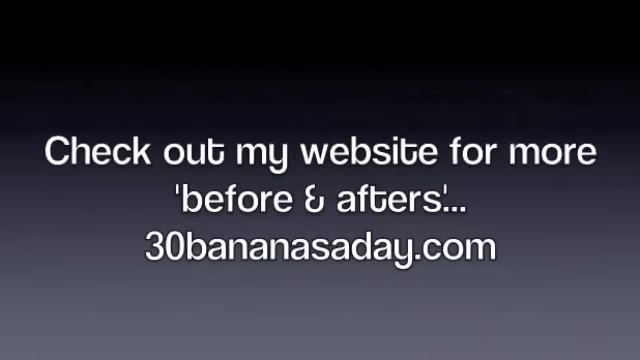 Check out my website for more
'before & afters'...
30bananasaday.com